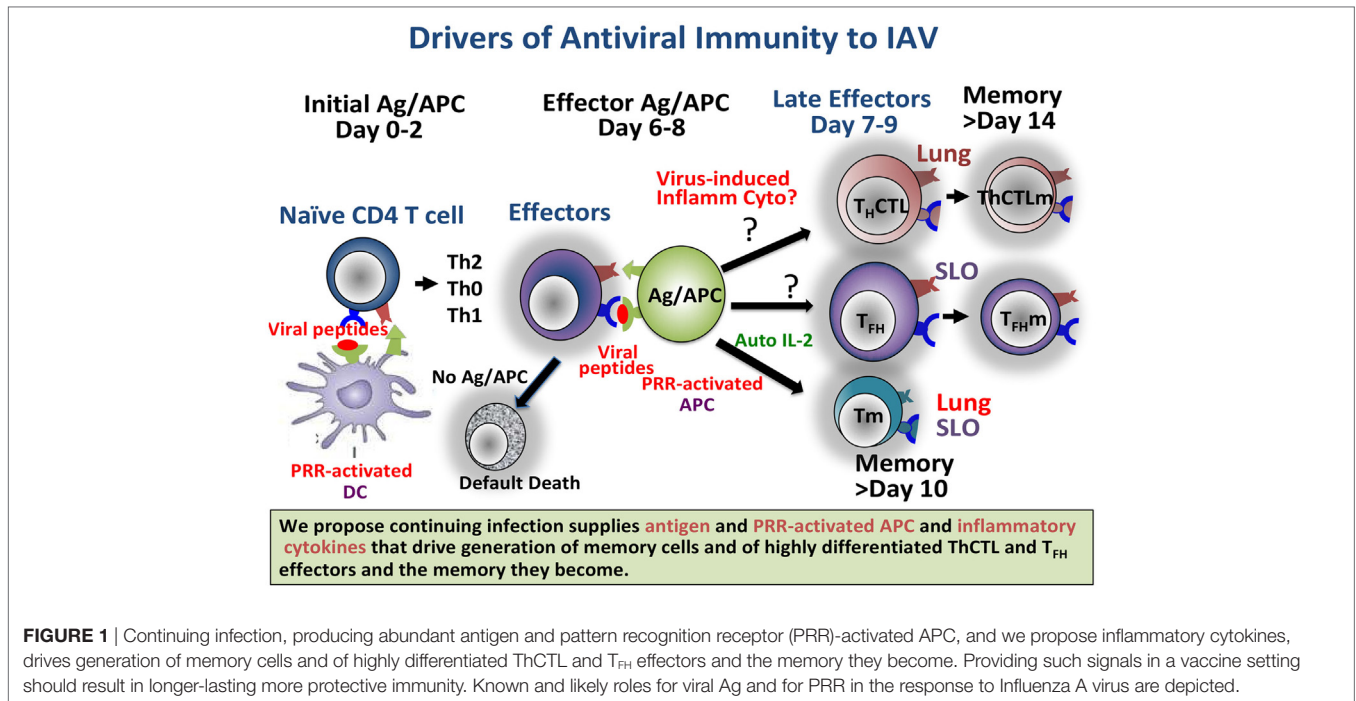 Drivers of Antiviral Immunity to IAV
Initial Ag/APC
Day 0-2
Effector Ag/APC
Day 6-8
Late Effectors
Day 7-9
Memory
>Day 14
Naïve CD4 T cell
Viral peptides
PRR-activated
DC
Th2
Th0
Th1
Effectors
No Ag/APC
Default Death
Viral
peptides
Ag/APC
PRR-activated
APC
Virus-induced
Inflamm Cyto?
?
?
Auto IL-2
Lung
THCTL
ThCTLm
SLO
TFH
TFHm
Tm
Lung
SLO
Memory
>Day 10
We propose continuing infection supplies antigen and PRR-activated APC and inflammatory
cytokines that drive generation of memory cells and of highly differentiated ThCTL and TFH
effectors and the memory they become.
FIGURE 1 | Continuing infection, producing abundant antigen and pattern recognition receptor (PRR)-activated APC, and we propose inflammatory cytokines,
drives generation of memory cells and of highly differentiated ThCTL and TFH effectors and the memory they become. Providing such signals in a vaccine setting
should result in longer-lasting more protective immunity. Known and likely roles for viral Ag and for PRR in the response to Influenza A virus are depicted.